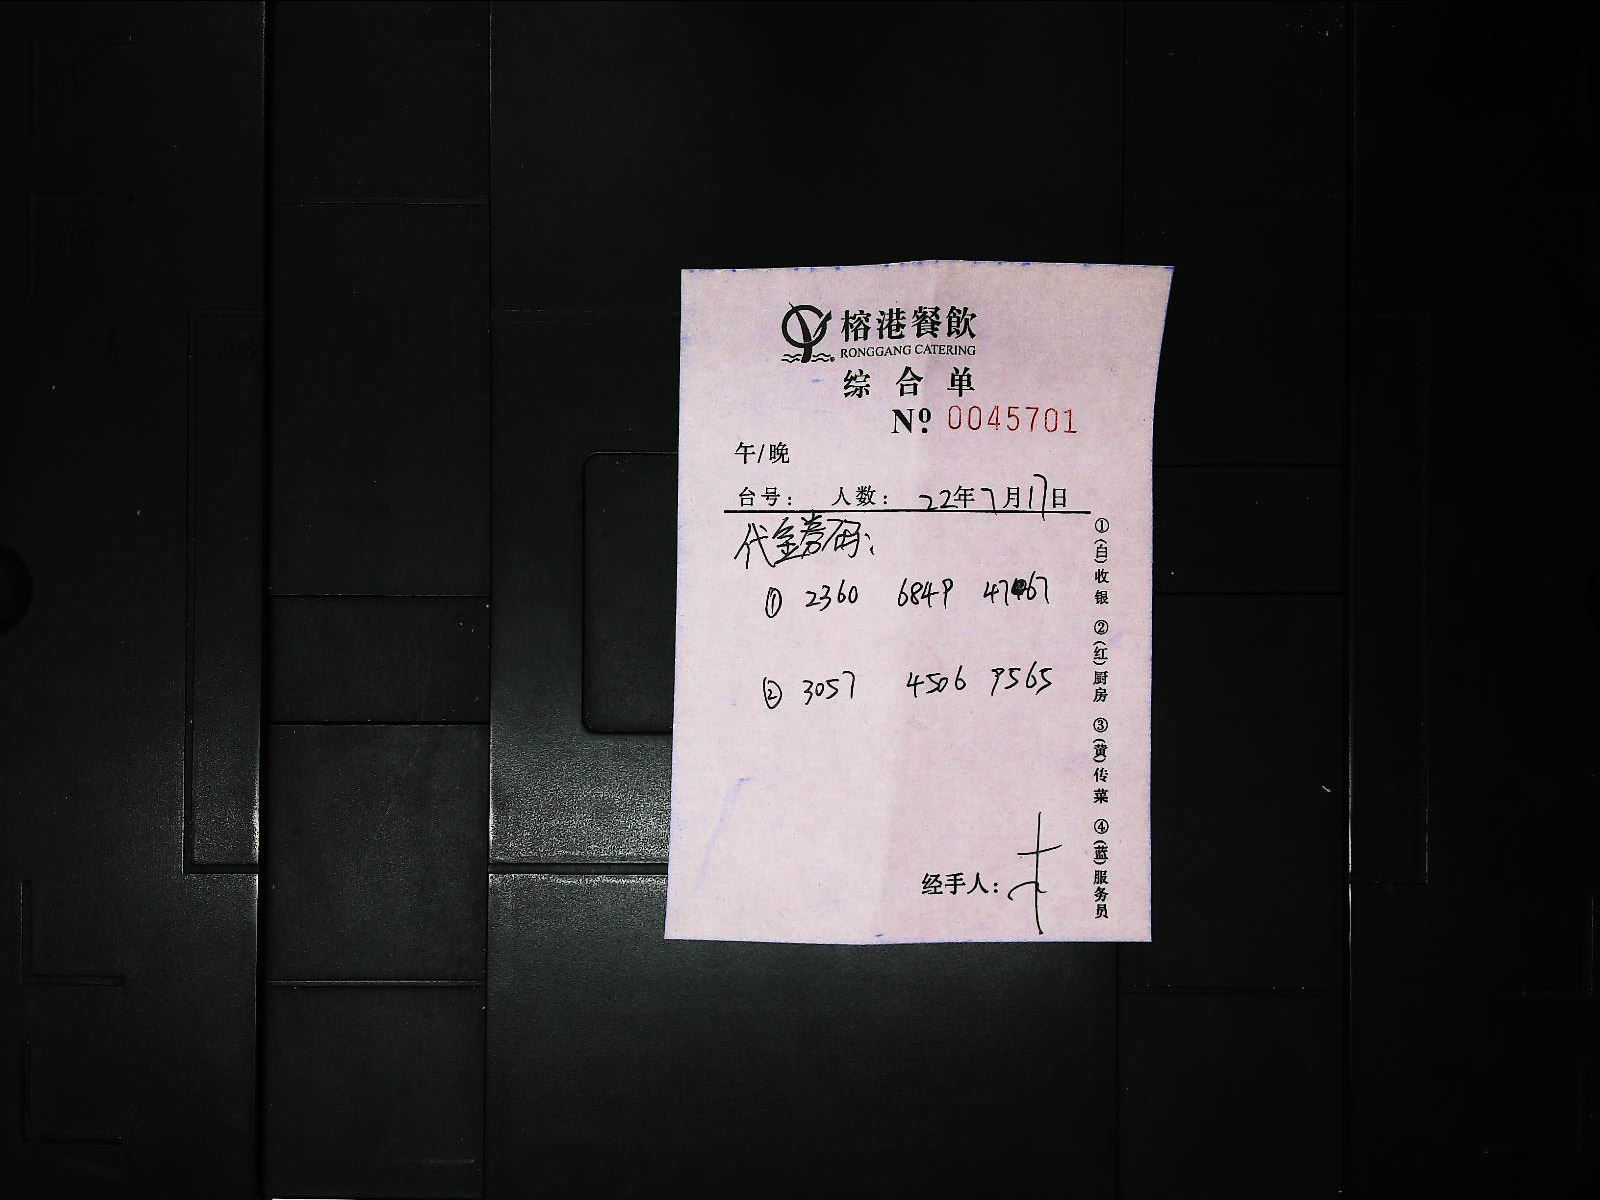 榕港餐飲
RONGGANG CATERING
综合单
Nº 0045701
午/晚
台号： 人数： 22年7月17日
代金券码：
① 2360 6849 4767
② 3057 4506 9565
经手人：
①(白)收银 ②(红)厨房 ③(黄)传菜 ④(蓝)服务员